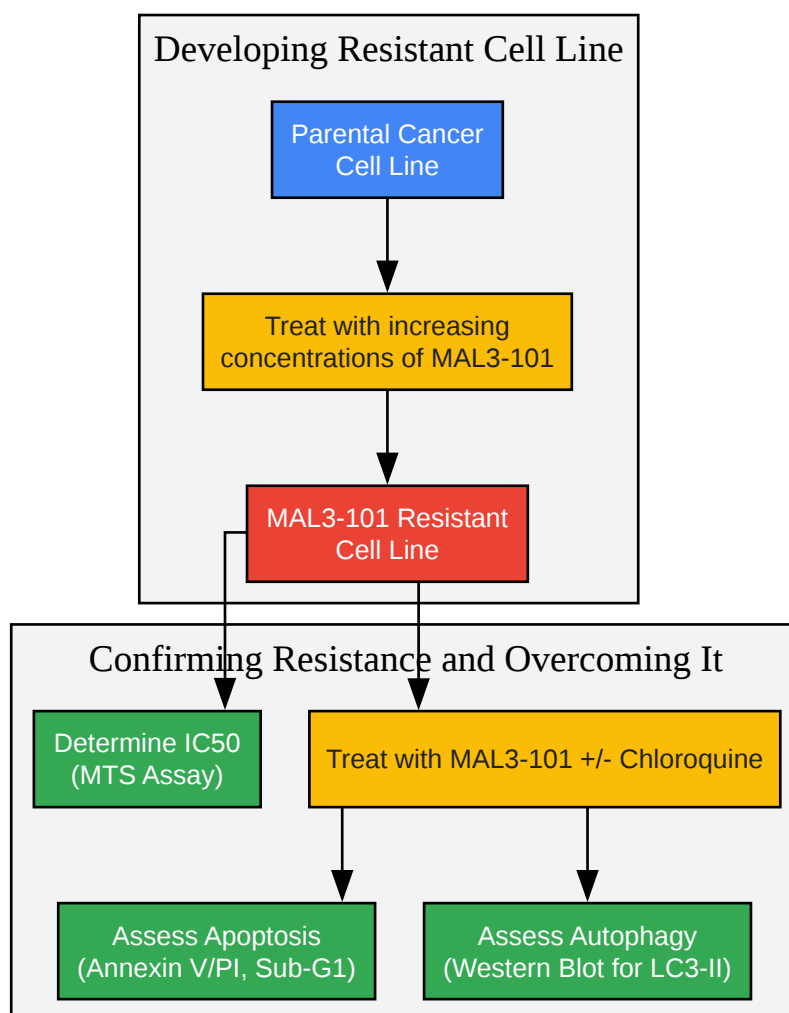 Developing Resistant Cell Line
Parental Cancer
Cell Line
Treat with increasing
concentrations of MAL3-101
MAL3-101 Resistant
Cell Line
Confirming Resistance and Overcoming It
Determine IC50
(MTS Assay)
Treat with MAL3-101 +/- Chloroquine
Assess Apoptosis
(Annexin V/PI, Sub-G1)
Assess Autophagy
(Western Blot for LC3-II)